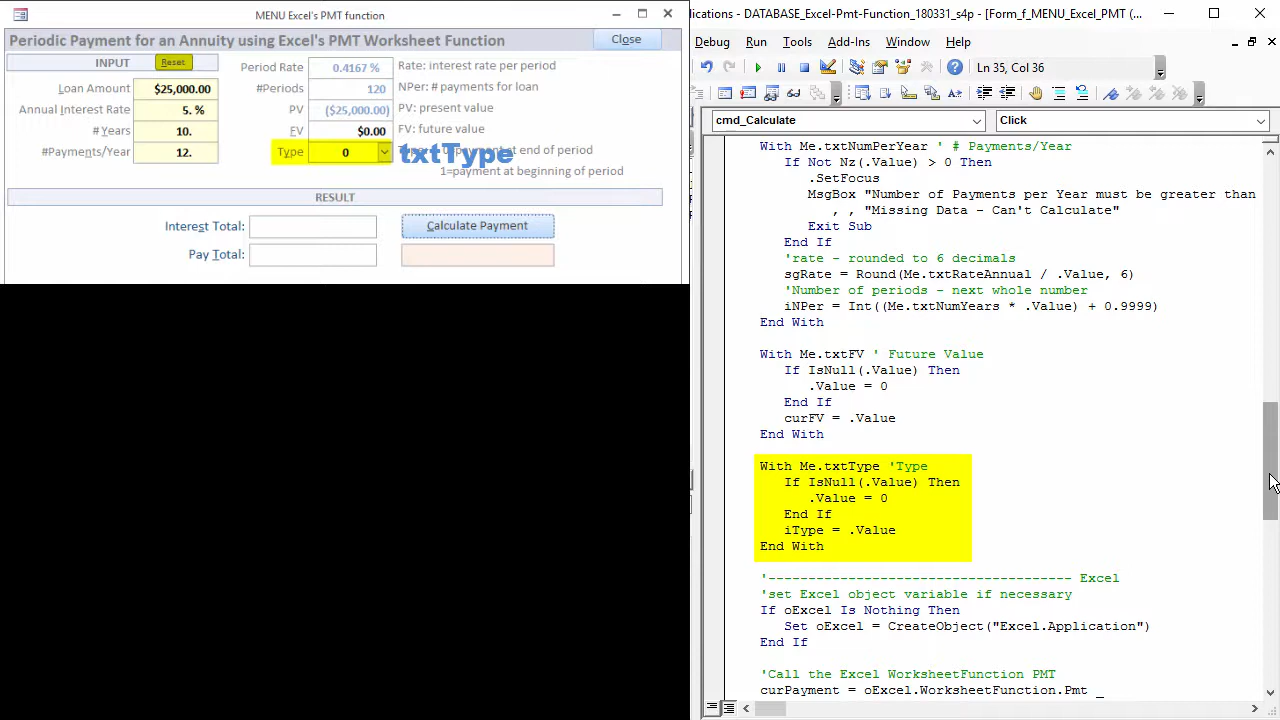 MENU Excel's PMT function
Periodic Payment for an Annuity using Excel's PMT Worksheet Function
Close
INPUT
Reset
Loan Amount
$25,000.00
Annual Interest Rate
5. %
# Years
10.
#Payments/Year
12.
Period Rate
0.4167 %
Rate: interest rate per period
#Periods
120
NPer: # payments for loan
PV
($25,000.00)
PV: present value
FV
$0.00
FV: future value
Type
0
txtType
payment at end of period
1=payment at beginning of period
RESULT
Interest Total:
Calculate Payment
Pay Total:
lications - DATABASE_Excel-Pmt-Function_180331_s4p - [Form_f_MENU_Excel_PMT (...
Debug Run Tools Add-Ins Window Help
Ln 35, Col 36
cmd_Calculate
Click
With Me.txtNumPerYear ' # Payments/Year
If Not Nz(.Value) > 0 Then
.SetFocus
MsgBox "Number of Payments per Year must be greater than
, , "Missing Data - Can't Calculate"
Exit Sub
End If
'rate - rounded to 6 decimals
sgRate = Round(Me.txtRateAnnual / .Value, 6)
'Number of periods - next whole number
iNPer = Int((Me.txtNumYears * .Value) + 0.9999)
End With
With Me.txtFV ' Future Value
If IsNull(.Value) Then
.Value = 0
End If
curFV = .Value
End With
With Me.txtType 'Type
If IsNull(.Value) Then
.Value = 0
End If
iType = .Value
End With
'-------------------------------------- Excel
'set Excel object variable if necessary
If oExcel Is Nothing Then
Set oExcel = CreateObject("Excel.Application")
End If
'Call the Excel WorksheetFunction PMT
curPayment = oExcel.WorksheetFunction.Pmt _